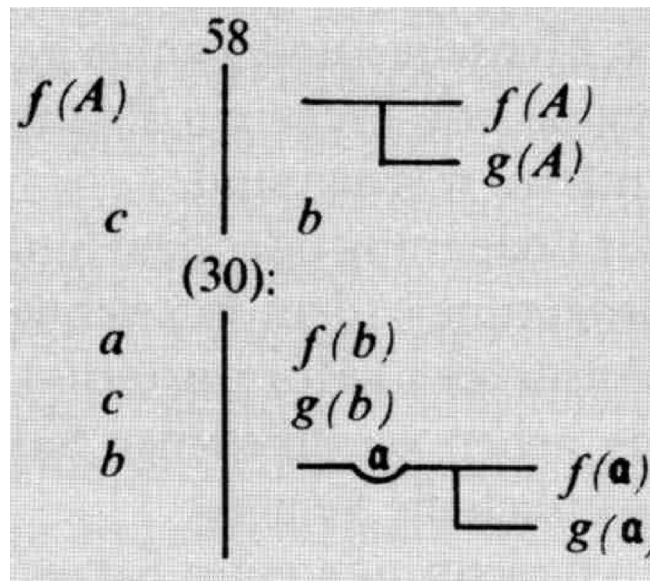 58
f(A) f(A)
g(A)
c b
(30):
a f(b)
c g(b)
b 𝔞 f(𝔞)
g(𝔞)